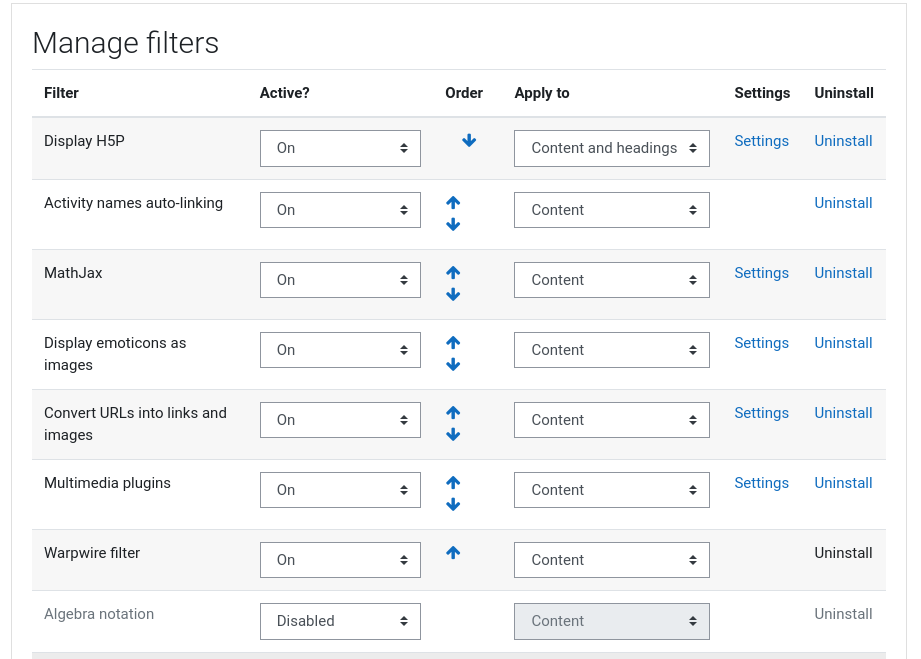 Manage filters
Filter Active? Order Apply to Settings Uninstall
Display H5P On Content and headings Settings Uninstall
Activity names auto-linking On Content Uninstall
MathJax On Content Settings Uninstall
Display emoticons as
images On Content Settings Uninstall
Convert URLs into links and
images On Content Settings Uninstall
Multimedia plugins On Content Settings Uninstall
Warpwire filter On Content Uninstall
Algebra notation Disabled Content Uninstall